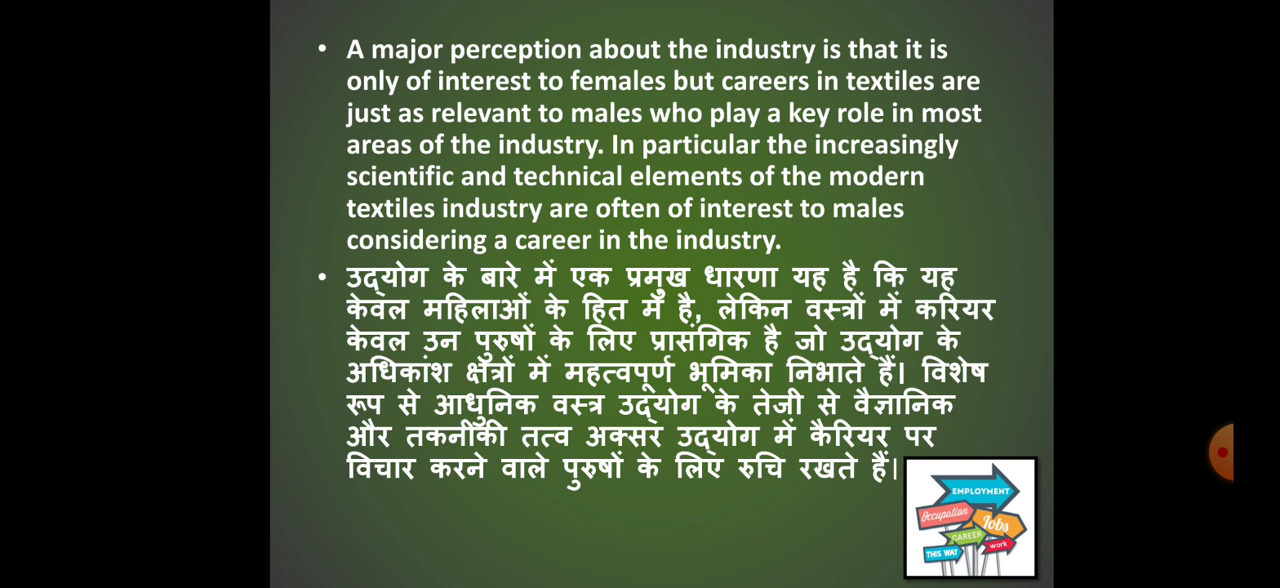 • A major perception about the industry is that it is
only of interest to females but careers in textiles are
just as relevant to males who play a key role in most
areas of the industry. In particular the increasingly
scientific and technical elements of the modern
textiles industry are often of interest to males
considering a career in the industry.
• उद्योग के बारे में एक प्रमुख धारणा यह है कि यह
केवल महिलाओं के हित में है, लेकिन वस्त्रों में करियर
केवल उन पुरुषों के लिए प्रासंगिक है जो उद्योग के
अधिकांश क्षेत्रों में महत्वपूर्ण भूमिका निभाते हैं। विशेष
रूप से आधुनिक वस्त्र उद्योग के तेजी से वैज्ञानिक
और तकनीकी तत्व अक्सर उद्योग में कैरियर पर
विचार करने वाले पुरुषों के लिए रुचि रखते हैं।
EMPLOYMENT
Occupation
Jobs
CAREER
work
THIS WAY